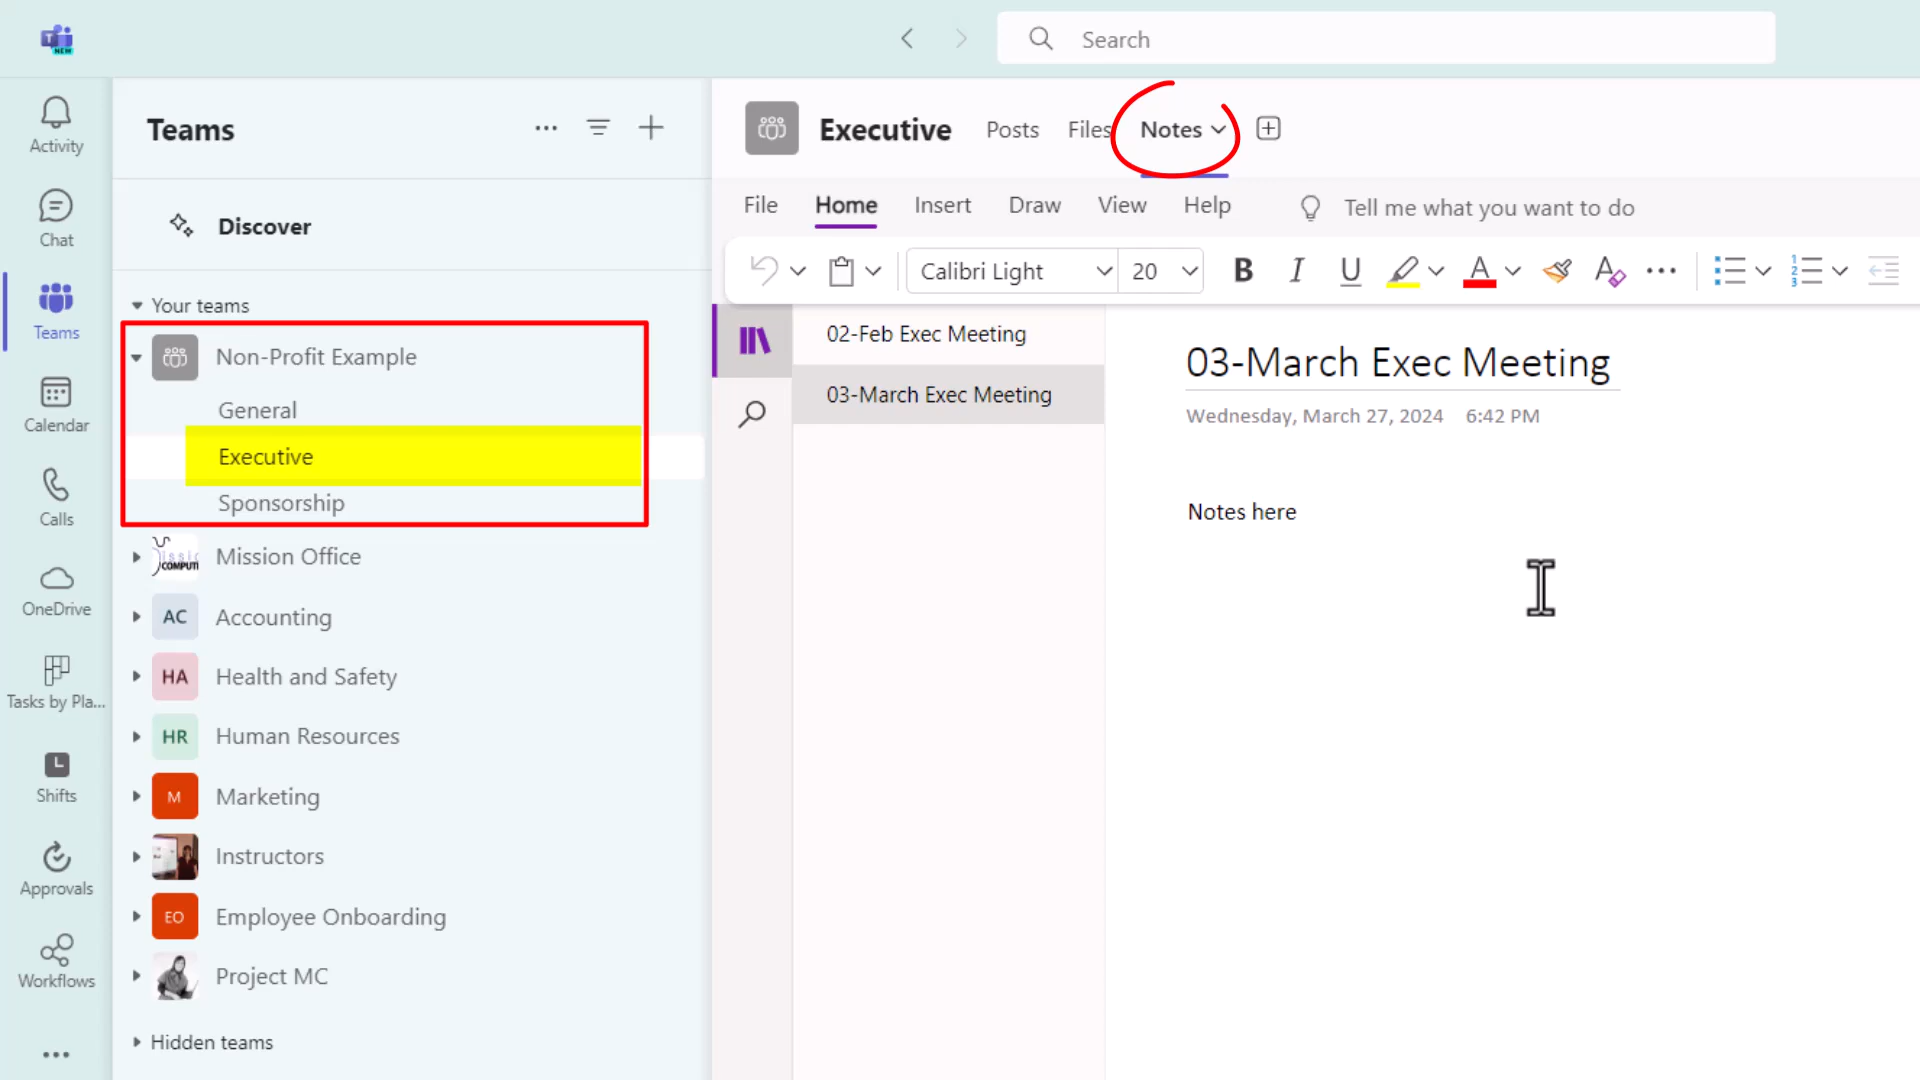 T
NEW
Search
Activity
Chat
Teams
Calendar
Calls
OneDrive
Tasks by Pla...
Shifts
Approvals
Workflows
Teams
Discover
Your teams
Non-Profit Example
General
Executive
Sponsorship
COMPUTI
Mission Office
AC
Accounting
HA
Health and Safety
HR
Human Resources
M
Marketing
Instructors
EO
Employee Onboarding
Project MC
Hidden teams
Executive Posts Files Notes
File Home Insert Draw View Help Tell me what you want to do
Calibri Light 20 B I U A A
02-Feb Exec Meeting
03-March Exec Meeting
03-March Exec Meeting
Wednesday, March 27, 2024 6:42 PM
Notes here